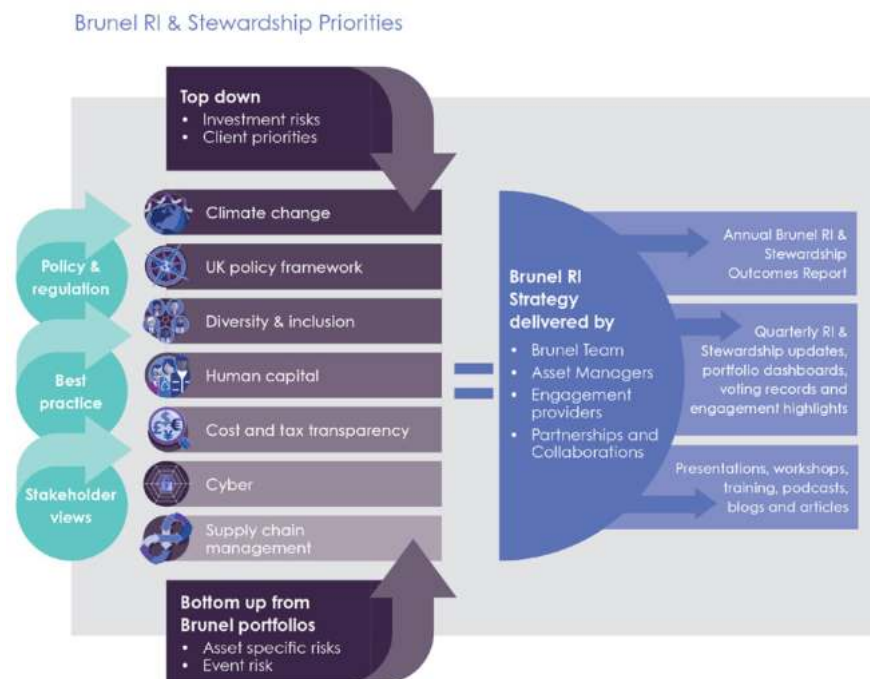 Brunel RI & Stewardship Priorities
Top down
• Investment risks
• Client priorities
Policy &
regulation
Best
practice
Stakeholder
views
Climate change
UK policy framework
Diversity & inclusion
Human capital
Cost and tax transparency
Cyber
Supply chain
management
Bottom up from
Brunel portfolios
• Asset specific risks
• Event risk
=
Brunel RI
Strategy
delivered by
• Brunel Team
• Asset Managers
• Engagement
providers
• Partnerships and
Collaborations
Annual Brunel RI &
Stewardship
Outcomes Report
Quarterly RI &
Stewardship updates,
portfolio dashboards,
voting records and
engagement highlights
Presentations, workshops,
training, podcasts,
blogs and articles